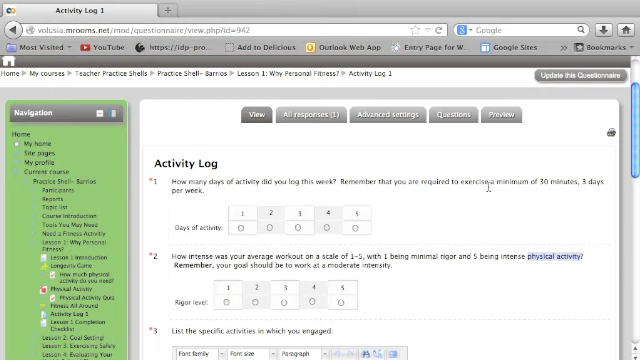 Activity Log 1
volusia.mrooms.net/mod/questionnaire/view.php?id=942
Google
Most Visited YouTube https://idp-pro... Add to Delicious Outlook Web App Entry Page for W... Google Sites Bookmarks
Home My courses Teacher Practice Shells Practice Shell- Barrios Lesson 1: Why Personal Fitness? Activity Log 1
Update this Questionnaire
Navigation
Home
My home
Site pages
My profile
Current course
Practice Shell- Barrios
Participants
Reports
Topic list
Course Introduction
Tools You May Need
Need a Fitness Activity
Lesson 1: Why Personal
Fitness?
Lesson 1 Introduction
Longevity Game
How much physical
activity do you need?
Physical Activity
Physical Activity Quiz
Fitness All Around
Activity Log 1
Lesson 1 Completion
Checklist
Lesson 2: Goal Setting!
Lesson 3: Exercising Safely
Lesson 4: Evaluating Your
View All responses (1) Advanced settings Questions Preview
Activity Log
*1 How many days of activity did you log this week? Remember that you are required to exercise a minimum of 30 minutes, 3 days
per week.
1 2 3 4 5
Days of activity:
*2 How intense was your average workout on a scale of 1-5, with 1 being minimal rigor and 5 being intense physical activity?
Remember, your goal should be to work at a moderate intensity.
1 2 3 4 5
Rigor level:
*3 List the specific activities in which you engaged:
Font family Font size Paragraph